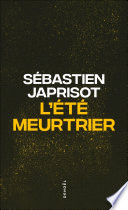 SÉBASTIEN
JAPRISOT
L'ÉTÉ
MEURTRIER
DENOËL